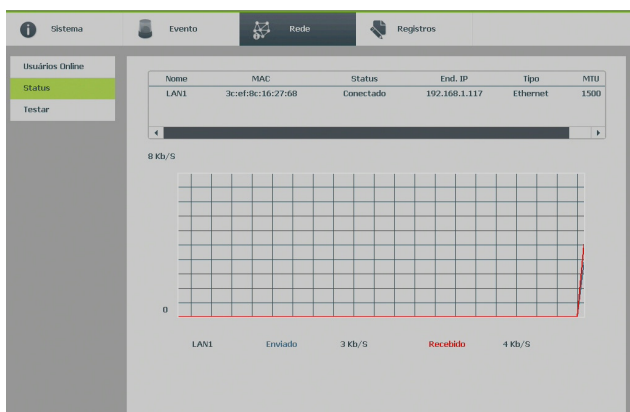 Sistema Evento Rede Registros
Usuários Online
Status
Testar
Nome MAC Status End. IP Tipo MTU
LAN1 3c:ef:8c:16:27:68 Conectado 192.168.1.117 Ethernet 1500
8 Kb/S
0
LAN1 Enviado 3 Kb/S Recebido 4 Kb/S